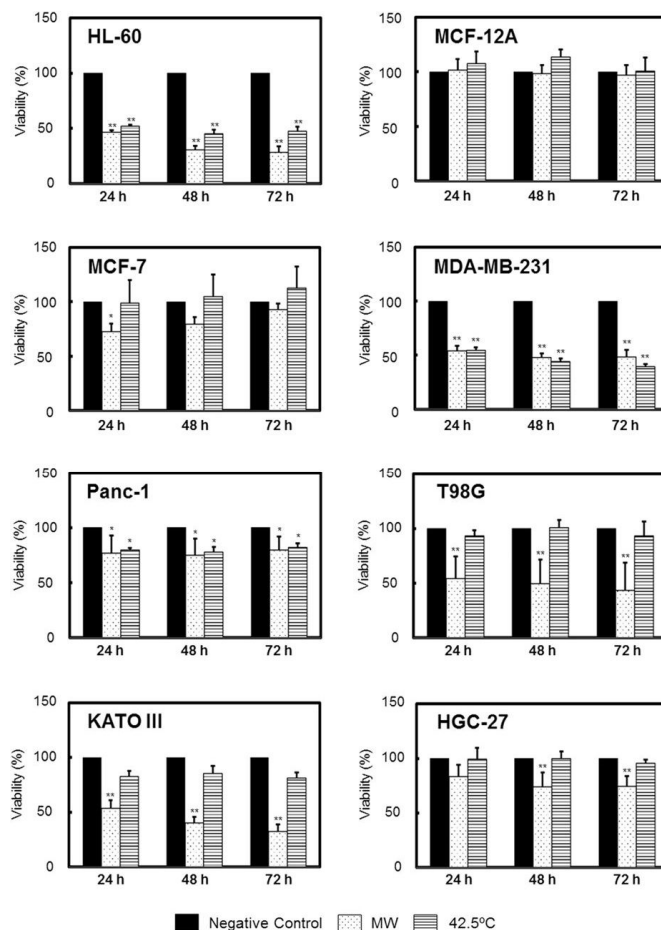 HL-60
Viability (%)
150
100
50
0
** ** ** ** ** **
24 h 48 h 72 h
MCF-12A
Viability (%)
150
100
50
0
24 h 48 h 72 h
MCF-7
Viability (%)
150
100
50
0
*
24 h 48 h 72 h
MDA-MB-231
Viability (%)
150
100
50
0
** ** ** ** ** **
24 h 48 h 72 h
Panc-1
Viability (%)
150
100
50
0
* * * * * *
24 h 48 h 72 h
T98G
Viability (%)
150
100
50
0
** ** **
24 h 48 h 72 h
KATO III
Viability (%)
150
100
50
0
** ** **
24 h 48 h 72 h
HGC-27
Viability (%)
150
100
50
0
** **
24 h 48 h 72 h
Negative Control MW 42.5ºC